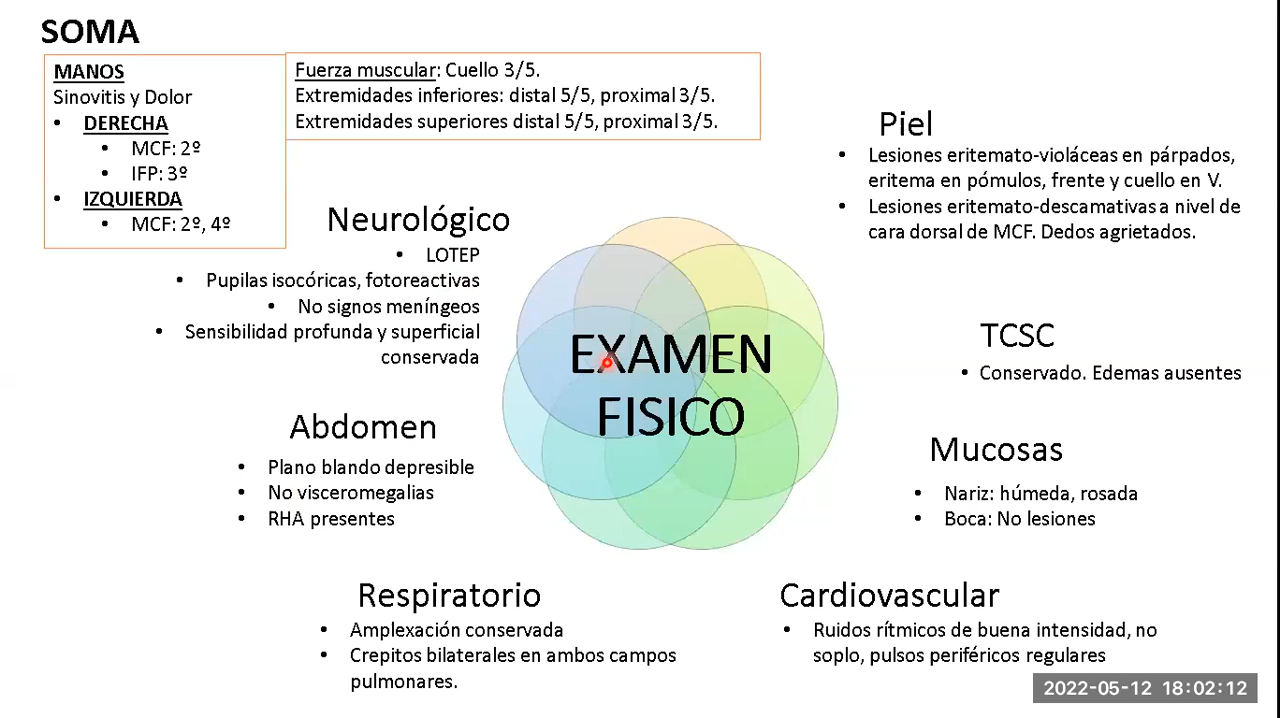 SOMA
MANOS
Sinovitis y Dolor
• DERECHA
• MCF: 2º
• IFP: 3º
• IZQUIERDA
• MCF: 2º, 4º
Fuerza muscular: Cuello 3/5.
Extremidades inferiores: distal 5/5, proximal 3/5.
Extremidades superiores distal 5/5, proximal 3/5.
Piel
• Lesiones eritemato-violáceas en párpados,
eritema en pómulos, frente y cuello en V.
• Lesiones eritemato-descamativas a nivel de
cara dorsal de MCF. Dedos agrietados.
Neurológico
• LOTEP
• Pupilas isocóricas, fotoreactivas
• No signos meníngeos
• Sensibilidad profunda y superficial
conservada
EXAMEN
FISICO
TCSC
• Conservado. Edemas ausentes
Abdomen
• Plano blando depresible
• No visceromegalias
• RHA presentes
Mucosas
• Nariz: húmeda, rosada
• Boca: No lesiones
Respiratorio
• Amplexación conservada
• Crepitos bilaterales en ambos campos
pulmonares.
Cardiovascular
• Ruidos rítmicos de buena intensidad, no
soplo, pulsos periféricos regulares
2022-05-12 18:02:12